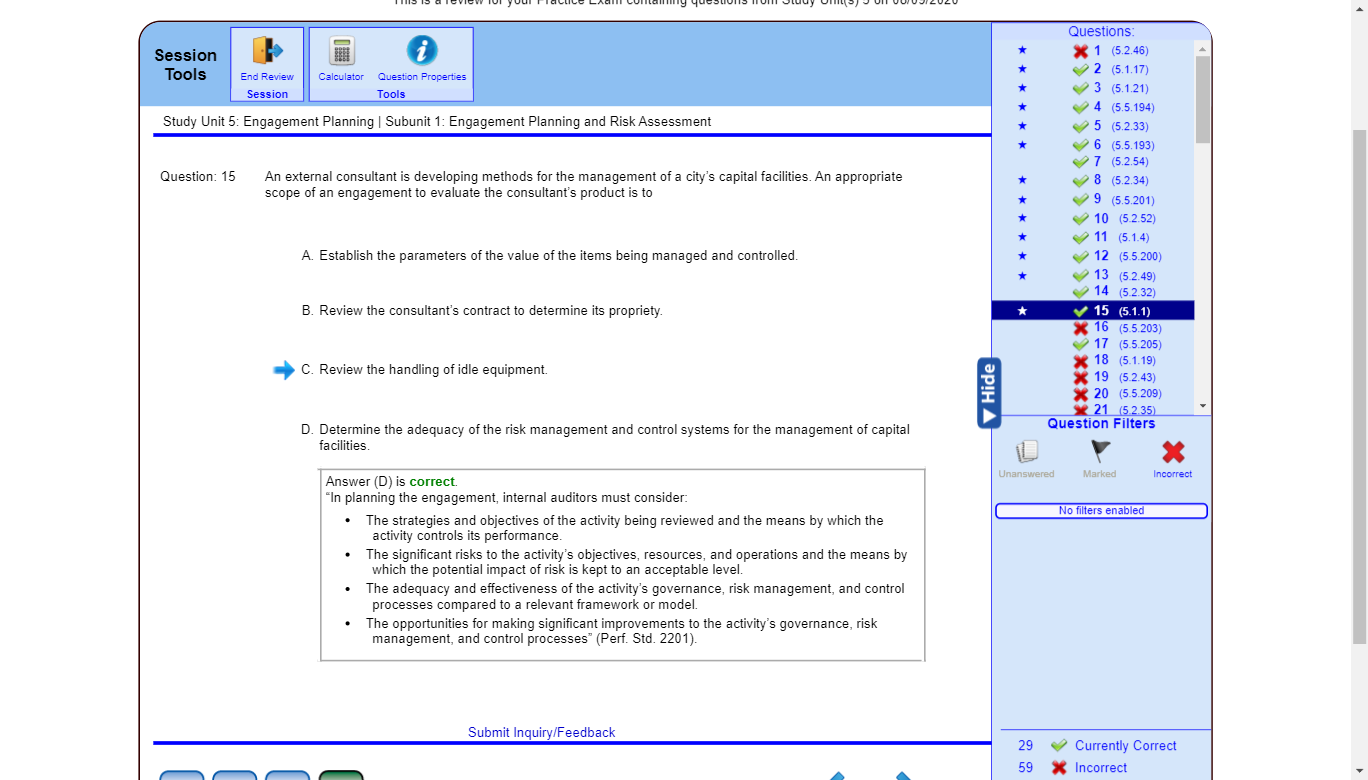 This is a review for your Practice Exam containing questions from Study Unit(s) 5 on 08/09/2020
Session
Tools
End Review
Session
Calculator
Question Properties
Tools
Study Unit 5: Engagement Planning | Subunit 1: Engagement Planning and Risk Assessment
Question: 15
An external consultant is developing methods for the management of a city’s capital facilities. An appropriate
scope of an engagement to evaluate the consultant’s product is to
A. Establish the parameters of the value of the items being managed and controlled.
B. Review the consultant’s contract to determine its propriety.
C. Review the handling of idle equipment.
D. Determine the adequacy of the risk management and control systems for the management of capital
facilities.
Answer (D) is correct.
“In planning the engagement, internal auditors must consider:
• The strategies and objectives of the activity being reviewed and the means by which the
activity controls its performance.
• The significant risks to the activity’s objectives, resources, and operations and the means by
which the potential impact of risk is kept to an acceptable level.
• The adequacy and effectiveness of the activity’s governance, risk management, and control
processes compared to a relevant framework or model.
• The opportunities for making significant improvements to the activity’s governance, risk
management, and control processes” (Perf. Std. 2201).
Submit Inquiry/Feedback
Questions:
1 (5.2.46)
2 (5.1.17)
3 (5.1.21)
4 (5.5.194)
5 (5.2.33)
6 (5.5.193)
7 (5.2.54)
8 (5.2.34)
9 (5.5.201)
10 (5.2.52)
11 (5.1.4)
12 (5.5.200)
13 (5.2.49)
14 (5.2.32)
15 (5.1.1)
16 (5.5.203)
17 (5.5.205)
18 (5.1.19)
19 (5.2.43)
20 (5.5.209)
21 (5.2.35)
Hide
Question Filters
Unanswered
Marked
Incorrect
No filters enabled
29 Currently Correct
59 Incorrect